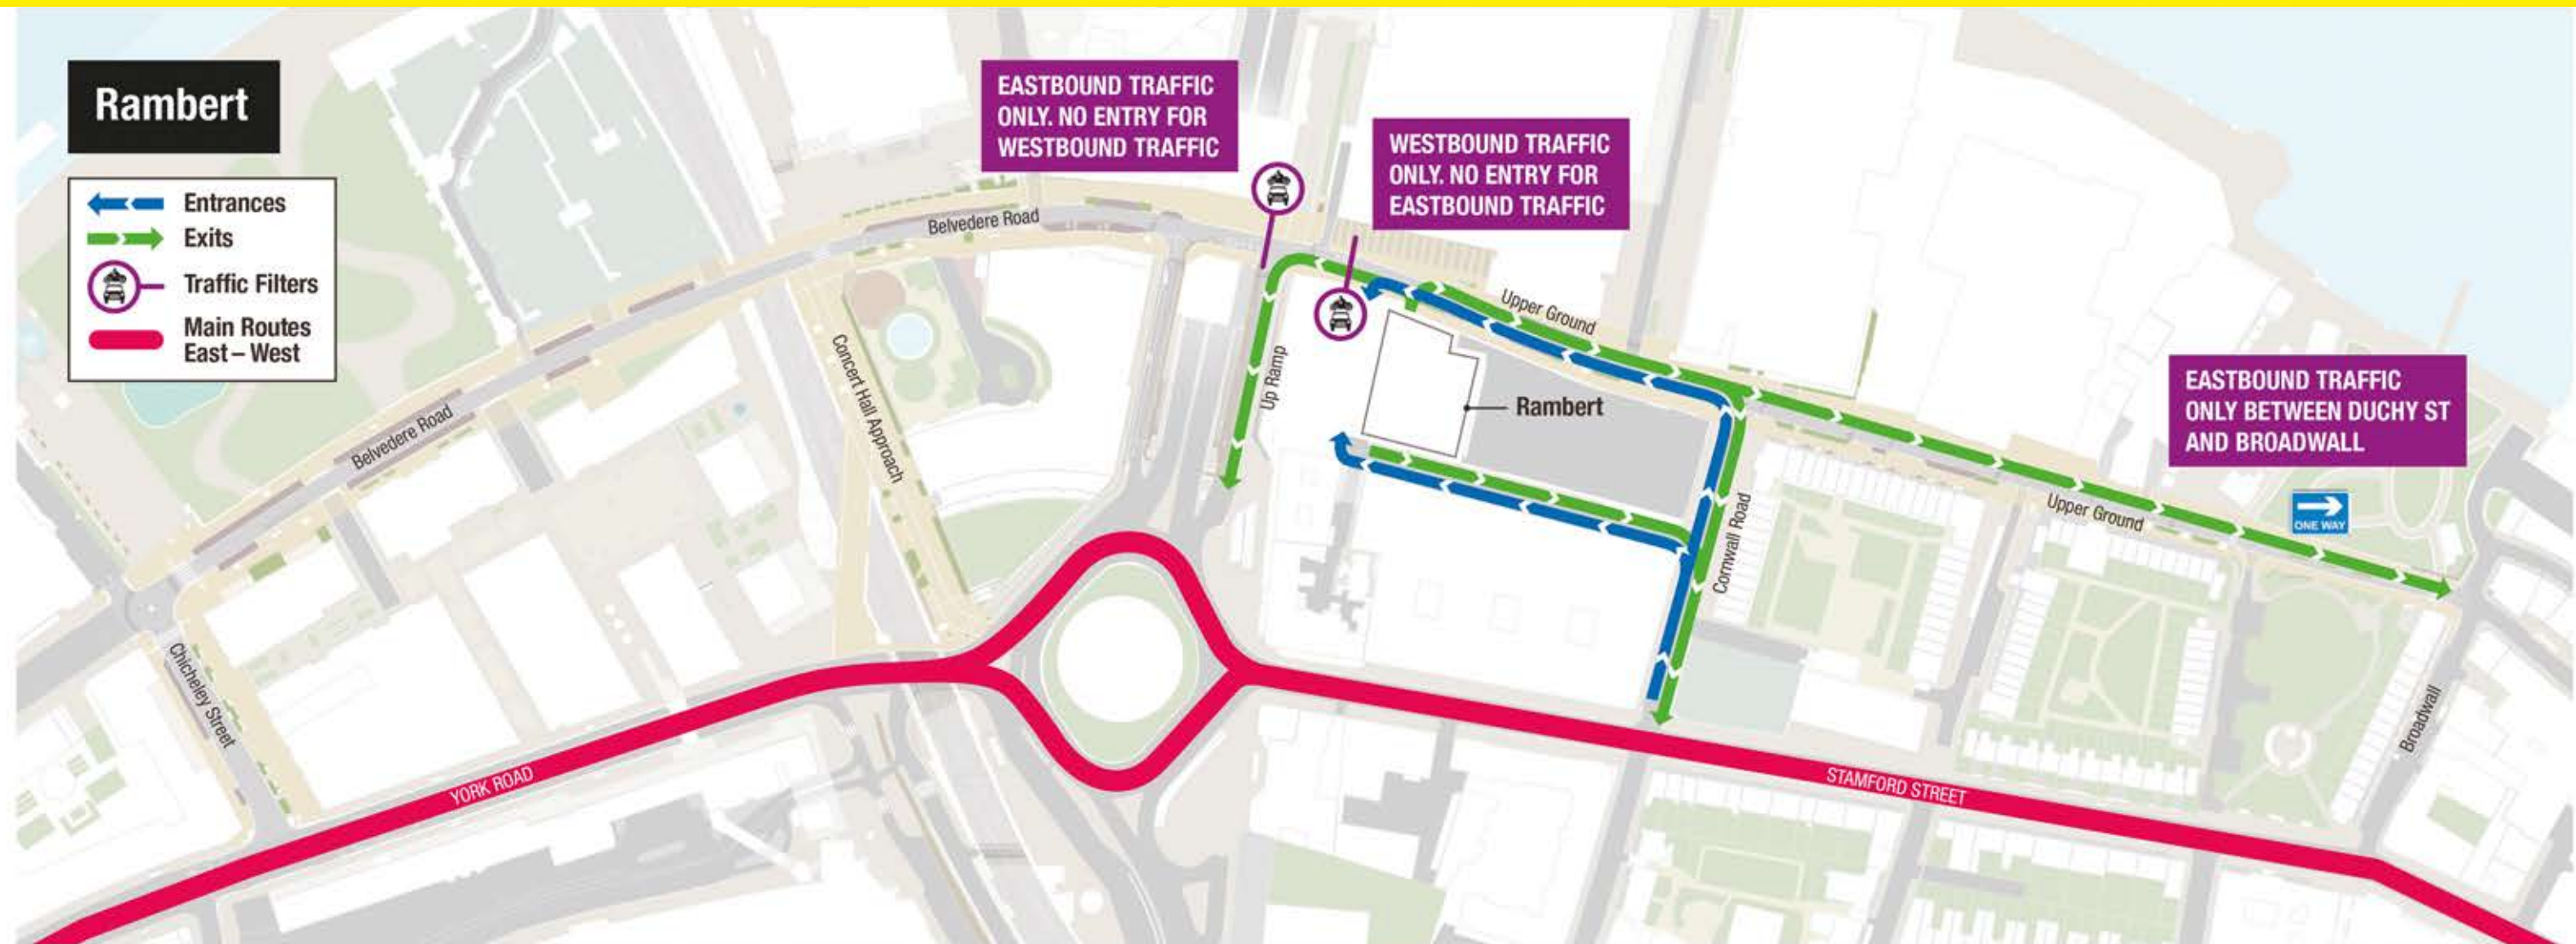 Rambert
Entrances
Exits
Traffic Filters
Main Routes
East – West
EASTBOUND TRAFFIC
ONLY. NO ENTRY FOR
WESTBOUND TRAFFIC
WESTBOUND TRAFFIC
ONLY. NO ENTRY FOR
EASTBOUND TRAFFIC
Belvedere Road
Upper Ground
Concert Hall Approach
Up Ramp
Rambert
EASTBOUND TRAFFIC
ONLY BETWEEN DUCHY ST
AND BROADWALL
Belvedere Road
ONE WAY
Upper Ground
Cornwall Road
Chicheley Street
Broadwall
YORK ROAD
STAMFORD STREET